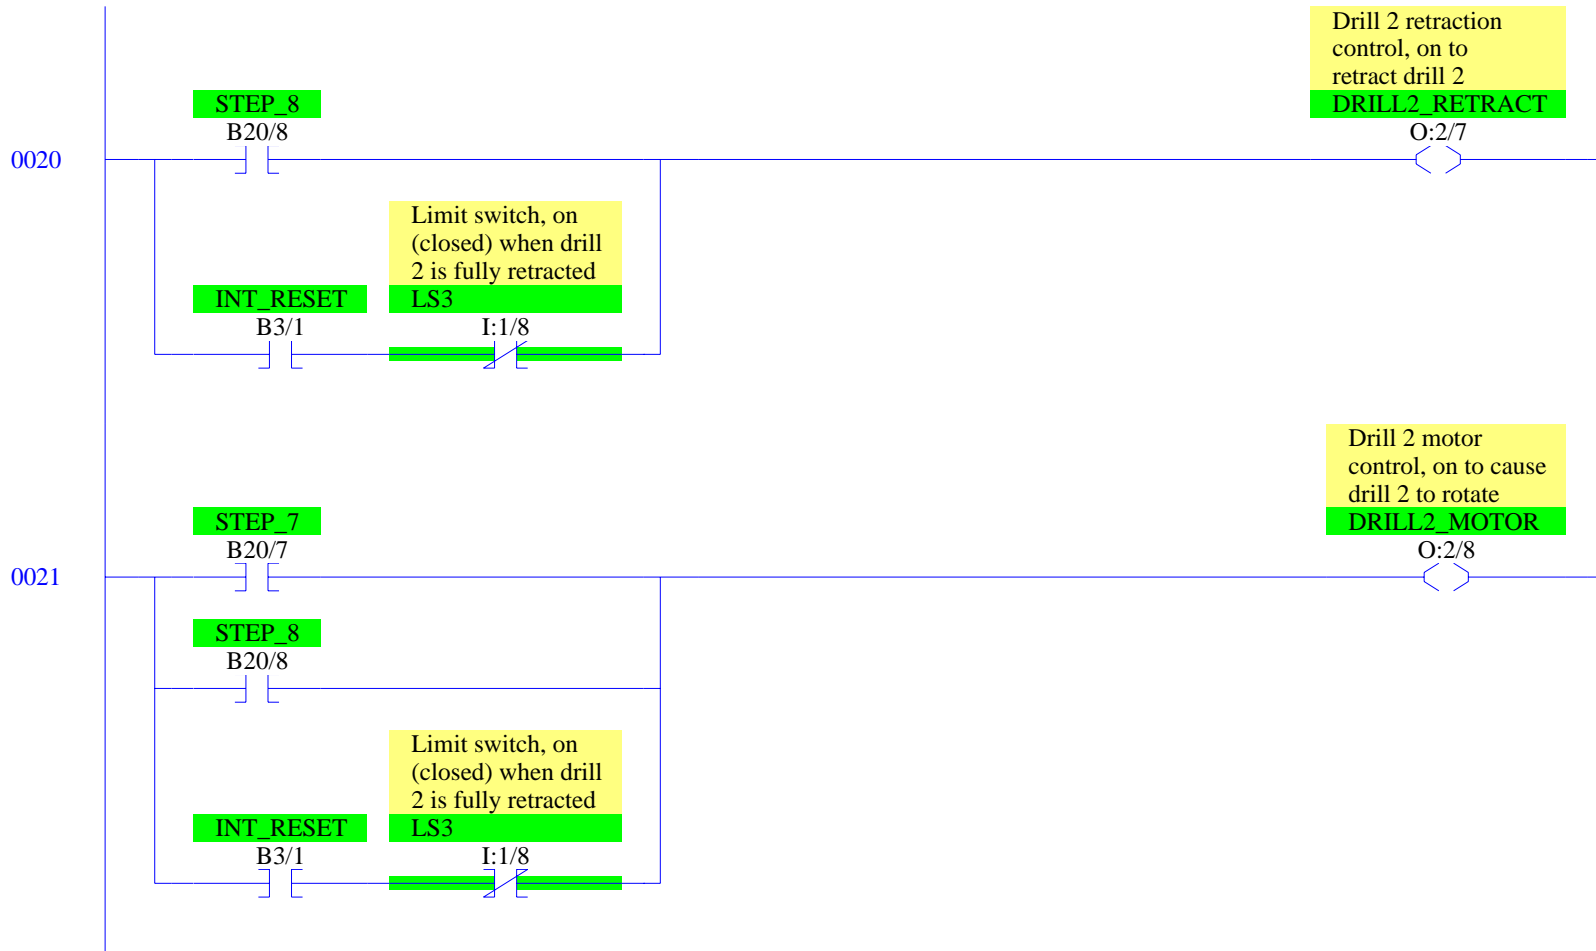 Drill 2 retraction
control, on to
retract drill 2
DRILL2_RETRACT
O:2/7
STEP_8
B20/8
0020
Limit switch, on
(closed) when drill
2 is fully retracted
INT_RESET
B3/1
LS3
I:1/8
Drill 2 motor
control, on to cause
drill 2 to rotate
DRILL2_MOTOR
O:2/8
STEP_7
B20/7
0021
STEP_8
B20/8
Limit switch, on
(closed) when drill
2 is fully retracted
INT_RESET
B3/1
LS3
I:1/8